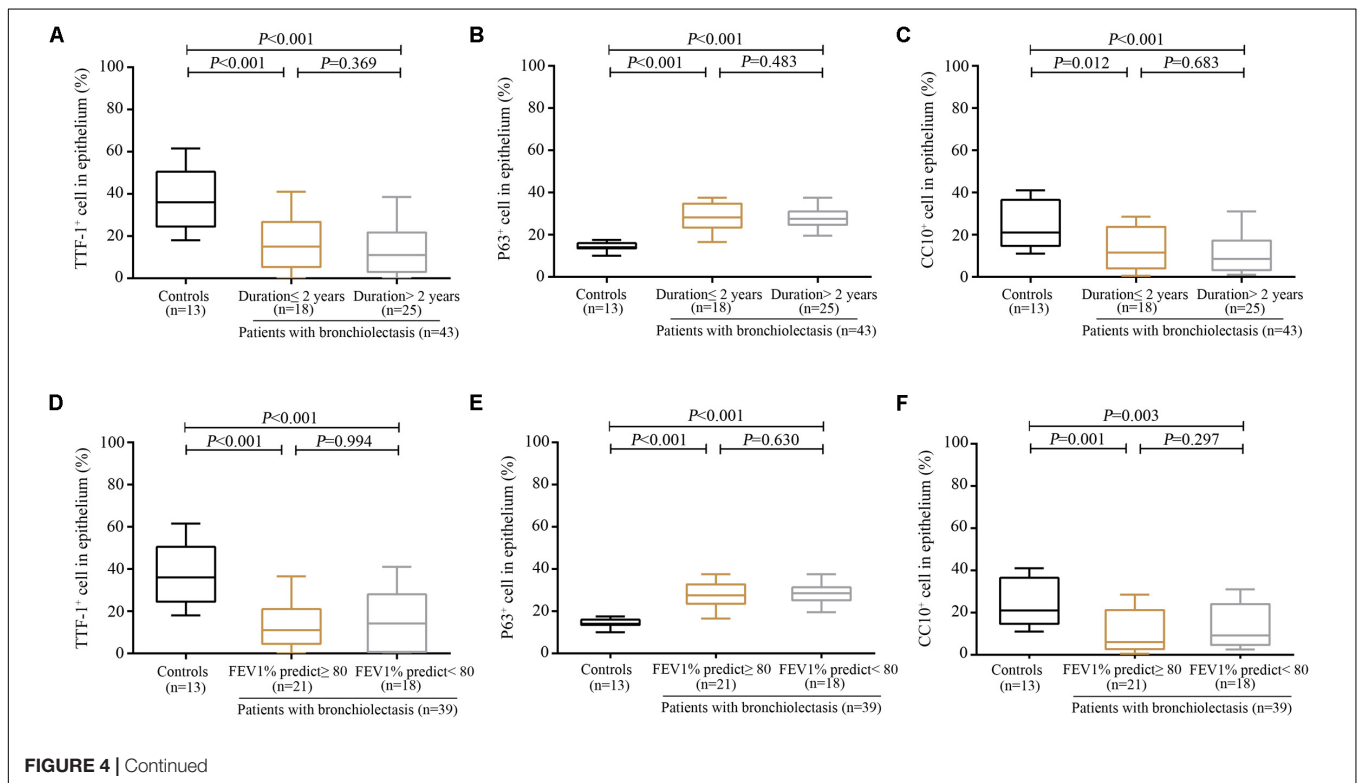 A
P<0.001
P<0.001
P=0.369
TTF-1⁺ cell in epithelium (%)
100
80
60
40
20
0
Controls
(n=13)
Duration≤ 2 years
(n=18)
Duration> 2 years
(n=25)
Patients with bronchiolectasis (n=43)
B
P<0.001
P<0.001
P=0.483
P63⁺ cell in epithelium (%)
100
80
60
40
20
0
Controls
(n=13)
Duration≤ 2 years
(n=18)
Duration> 2 years
(n=25)
Patients with bronchiolectasis (n=43)
C
P<0.001
P=0.012
P=0.683
CC10⁺ cell in epithelium (%)
100
80
60
40
20
0
Controls
(n=13)
Duration≤ 2 years
(n=18)
Duration> 2 years
(n=25)
Patients with bronchiolectasis (n=43)
D
P<0.001
P<0.001
P=0.994
TTF-1⁺ cell in epithelium (%)
100
80
60
40
20
0
Controls
(n=13)
FEV1% predict≥ 80
(n=21)
FEV1% predict< 80
(n=18)
Patients with bronchiolectasis (n=39)
E
P<0.001
P<0.001
P=0.630
P63⁺ cell in epithelium (%)
100
80
60
40
20
0
Controls
(n=13)
FEV1% predict≥ 80
(n=21)
FEV1% predict< 80
(n=18)
Patients with bronchiolectasis (n=39)
F
P=0.003
P=0.001
P=0.297
CC10⁺ cell in epithelium (%)
100
80
60
40
20
0
Controls
(n=13)
FEV1% predict≥ 80
(n=21)
FEV1% predict< 80
(n=18)
Patients with bronchiolectasis (n=39)
FIGURE 4 | Continued